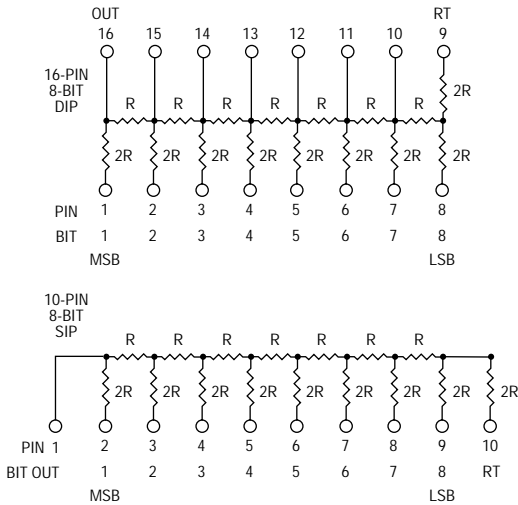 OUT RT
16 15 14 13 12 11 10 9
16-PIN
8-BIT
DIP
2R
R R R R R R R
2R 2R 2R 2R 2R 2R 2R 2R
PIN 1 2 3 4 5 6 7 8
BIT 1 2 3 4 5 6 7 8
MSB LSB
10-PIN
8-BIT
SIP
R R R R R R R
2R 2R 2R 2R 2R 2R 2R 2R 2R
PIN 1 2 3 4 5 6 7 8 9 10
BIT OUT 1 2 3 4 5 6 7 8 RT
MSB LSB